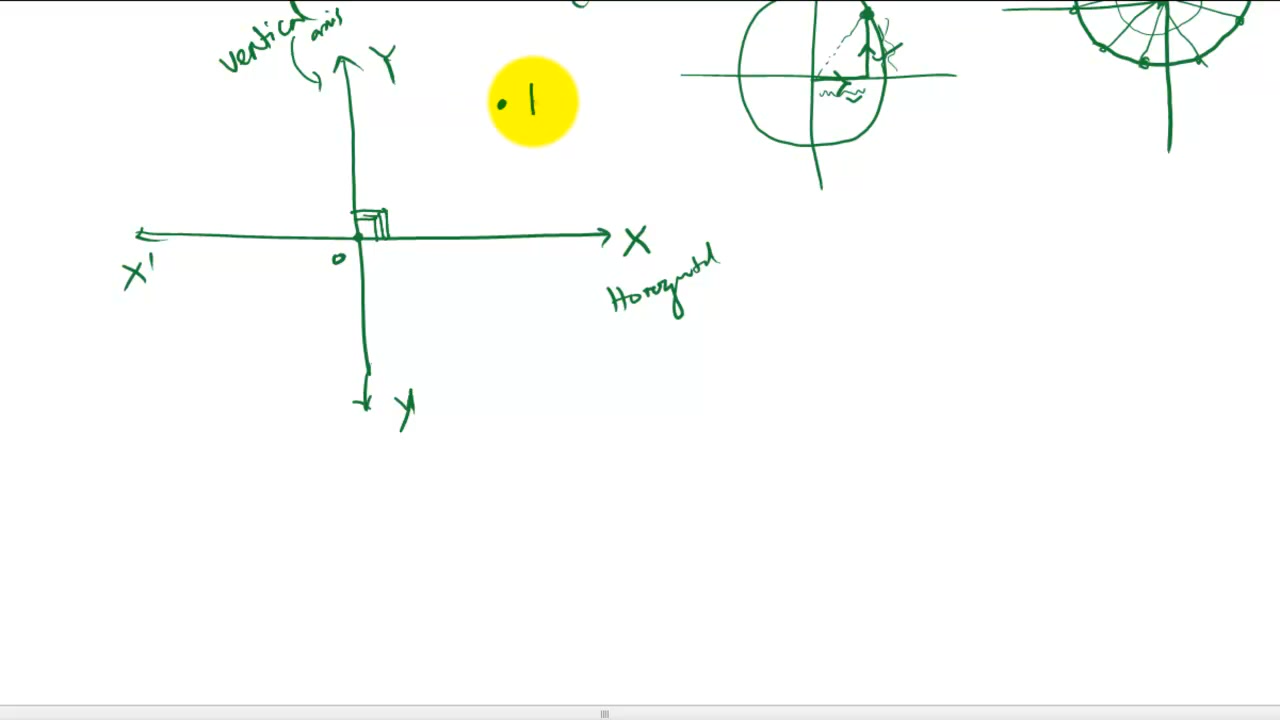 vertical
axis
Y
X
X'
o
Horizontal
Y